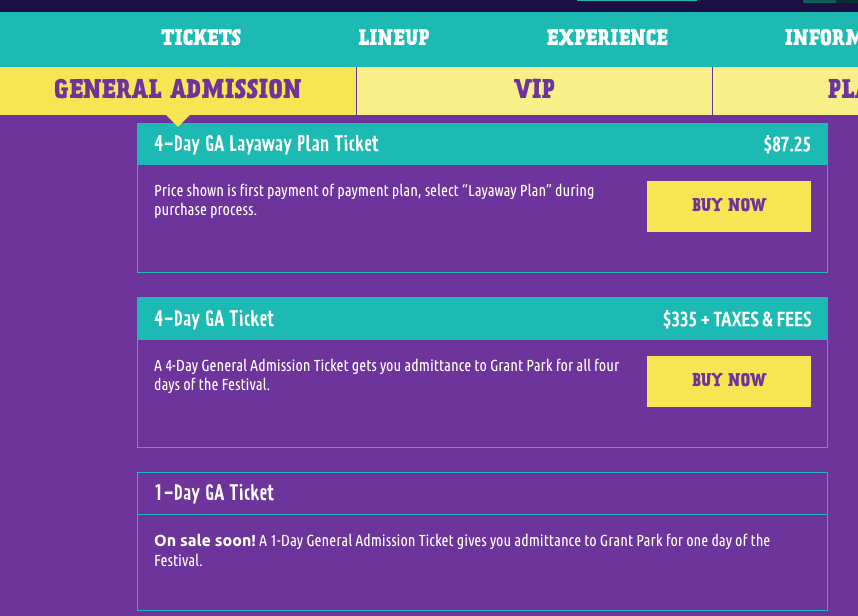 TICKETS LINEUP EXPERIENCE
GENERAL ADMISSION VIP
4-Day GA Layaway Plan Ticket $87.25
Price shown is first payment of payment plan, select “Layaway Plan” during
purchase process.
BUY NOW
4-Day GA Ticket $335 + TAXES & FEES
A 4-Day General Admission Ticket gets you admittance to Grant Park for all four
days of the Festival.
BUY NOW
1-Day GA Ticket
On sale soon! A 1-Day General Admission Ticket gives you admittance to Grant Park for one day of the
Festival.